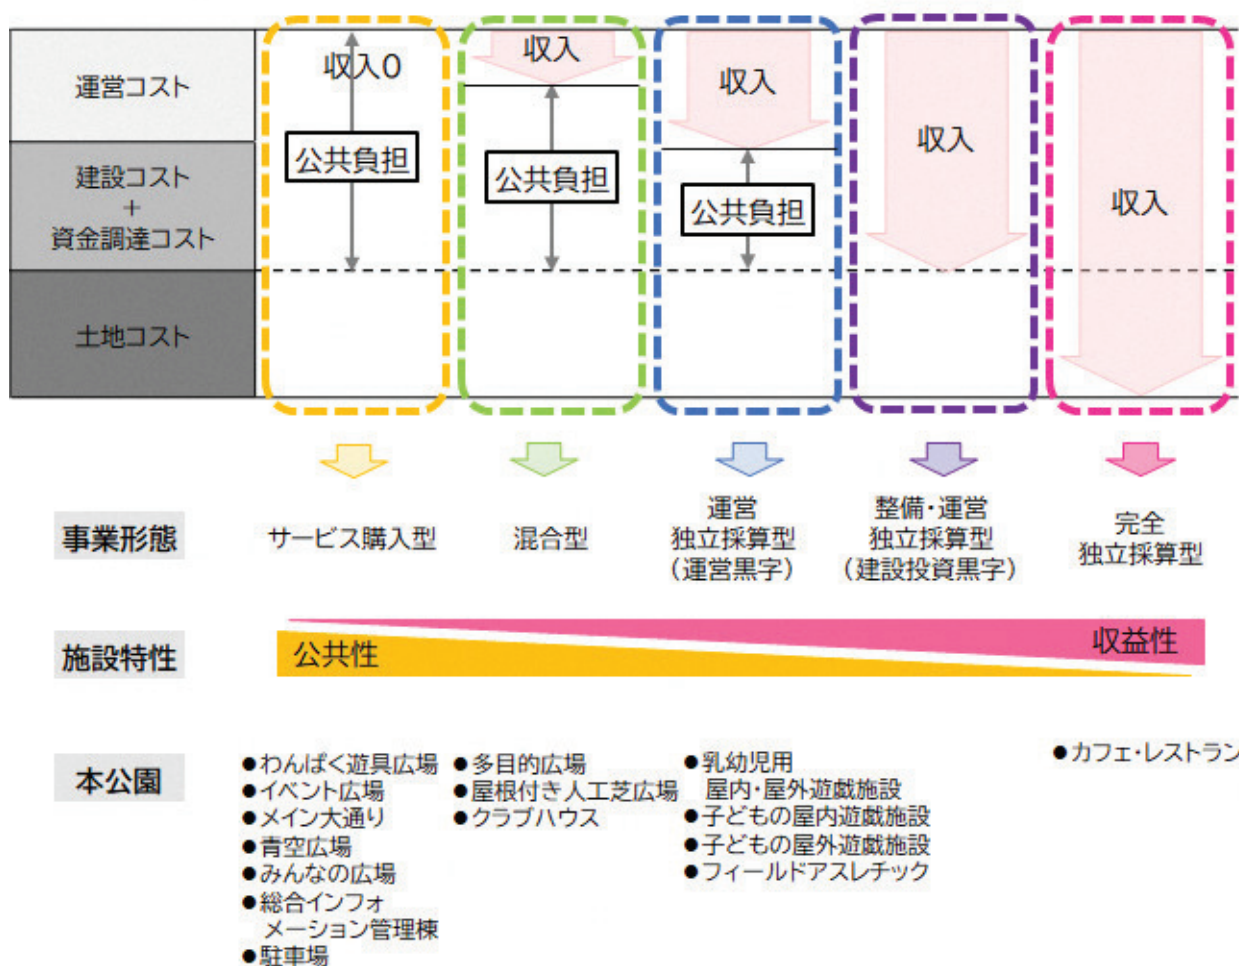 運営コスト
建設コスト
+
資金調達コスト
土地コスト
収入0
公共負担
収入
公共負担
収入
公共負担
収入
収入
事業形態
サービス購入型
混合型
運営
独立採算型
（運営黒字）
整備・運営
独立採算型
（建設投資黒字）
完全
独立採算型
施設特性
公共性
収益性
本公園
●わんぱく遊具広場
●イベント広場
●メイン大通り
●青空広場
●みんなの広場
●総合インフォ
メーション管理棟
●駐車場
●多目的広場
●屋根付き人工芝広場
●クラブハウス
●乳幼児用
屋内・屋外遊戯施設
●子どもの屋内遊戯施設
●子どもの屋外遊戯施設
●フィールドアスレチック
●カフェ・レストラン